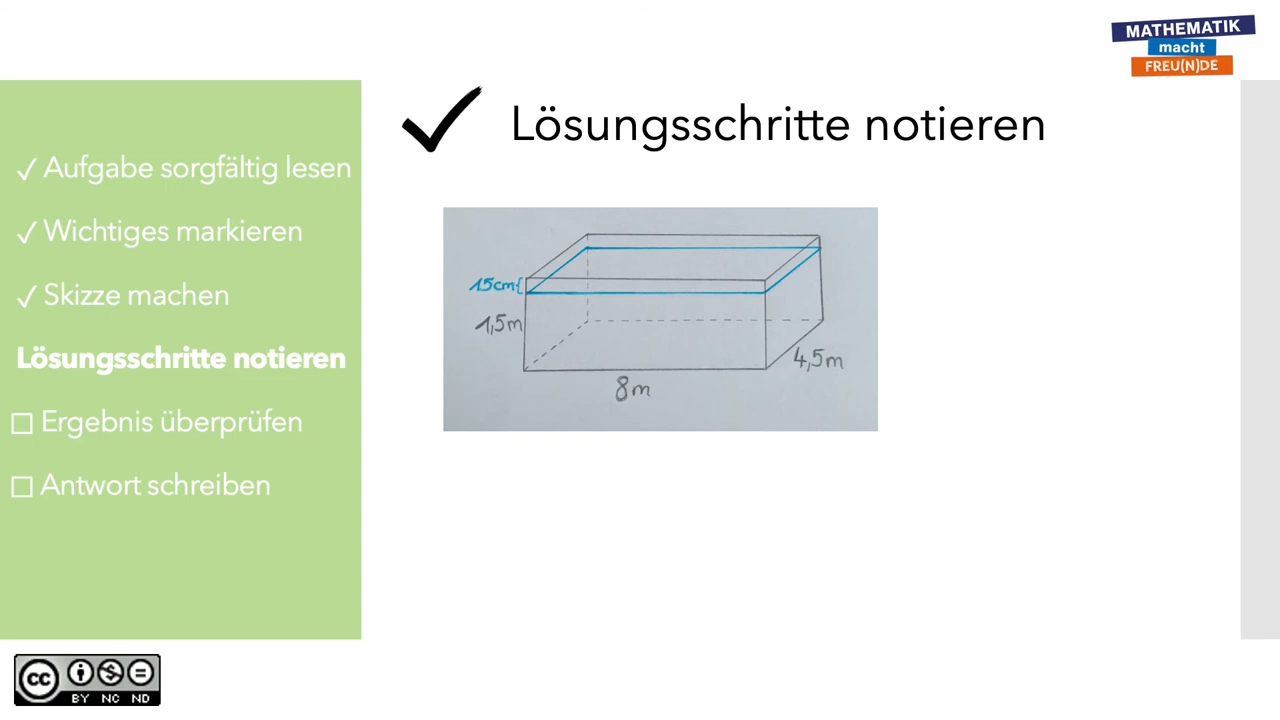 MATHEMATIK
macht
FREU(N)DE
✓ Lösungsschritte notieren
✓ Aufgabe sorgfältig lesen
✓ Wichtiges markieren
✓ Skizze machen
Lösungsschritte notieren
☐ Ergebnis überprüfen
☐ Antwort schreiben
15cm
1,5m
4,5m
8m
cc
BY NC ND